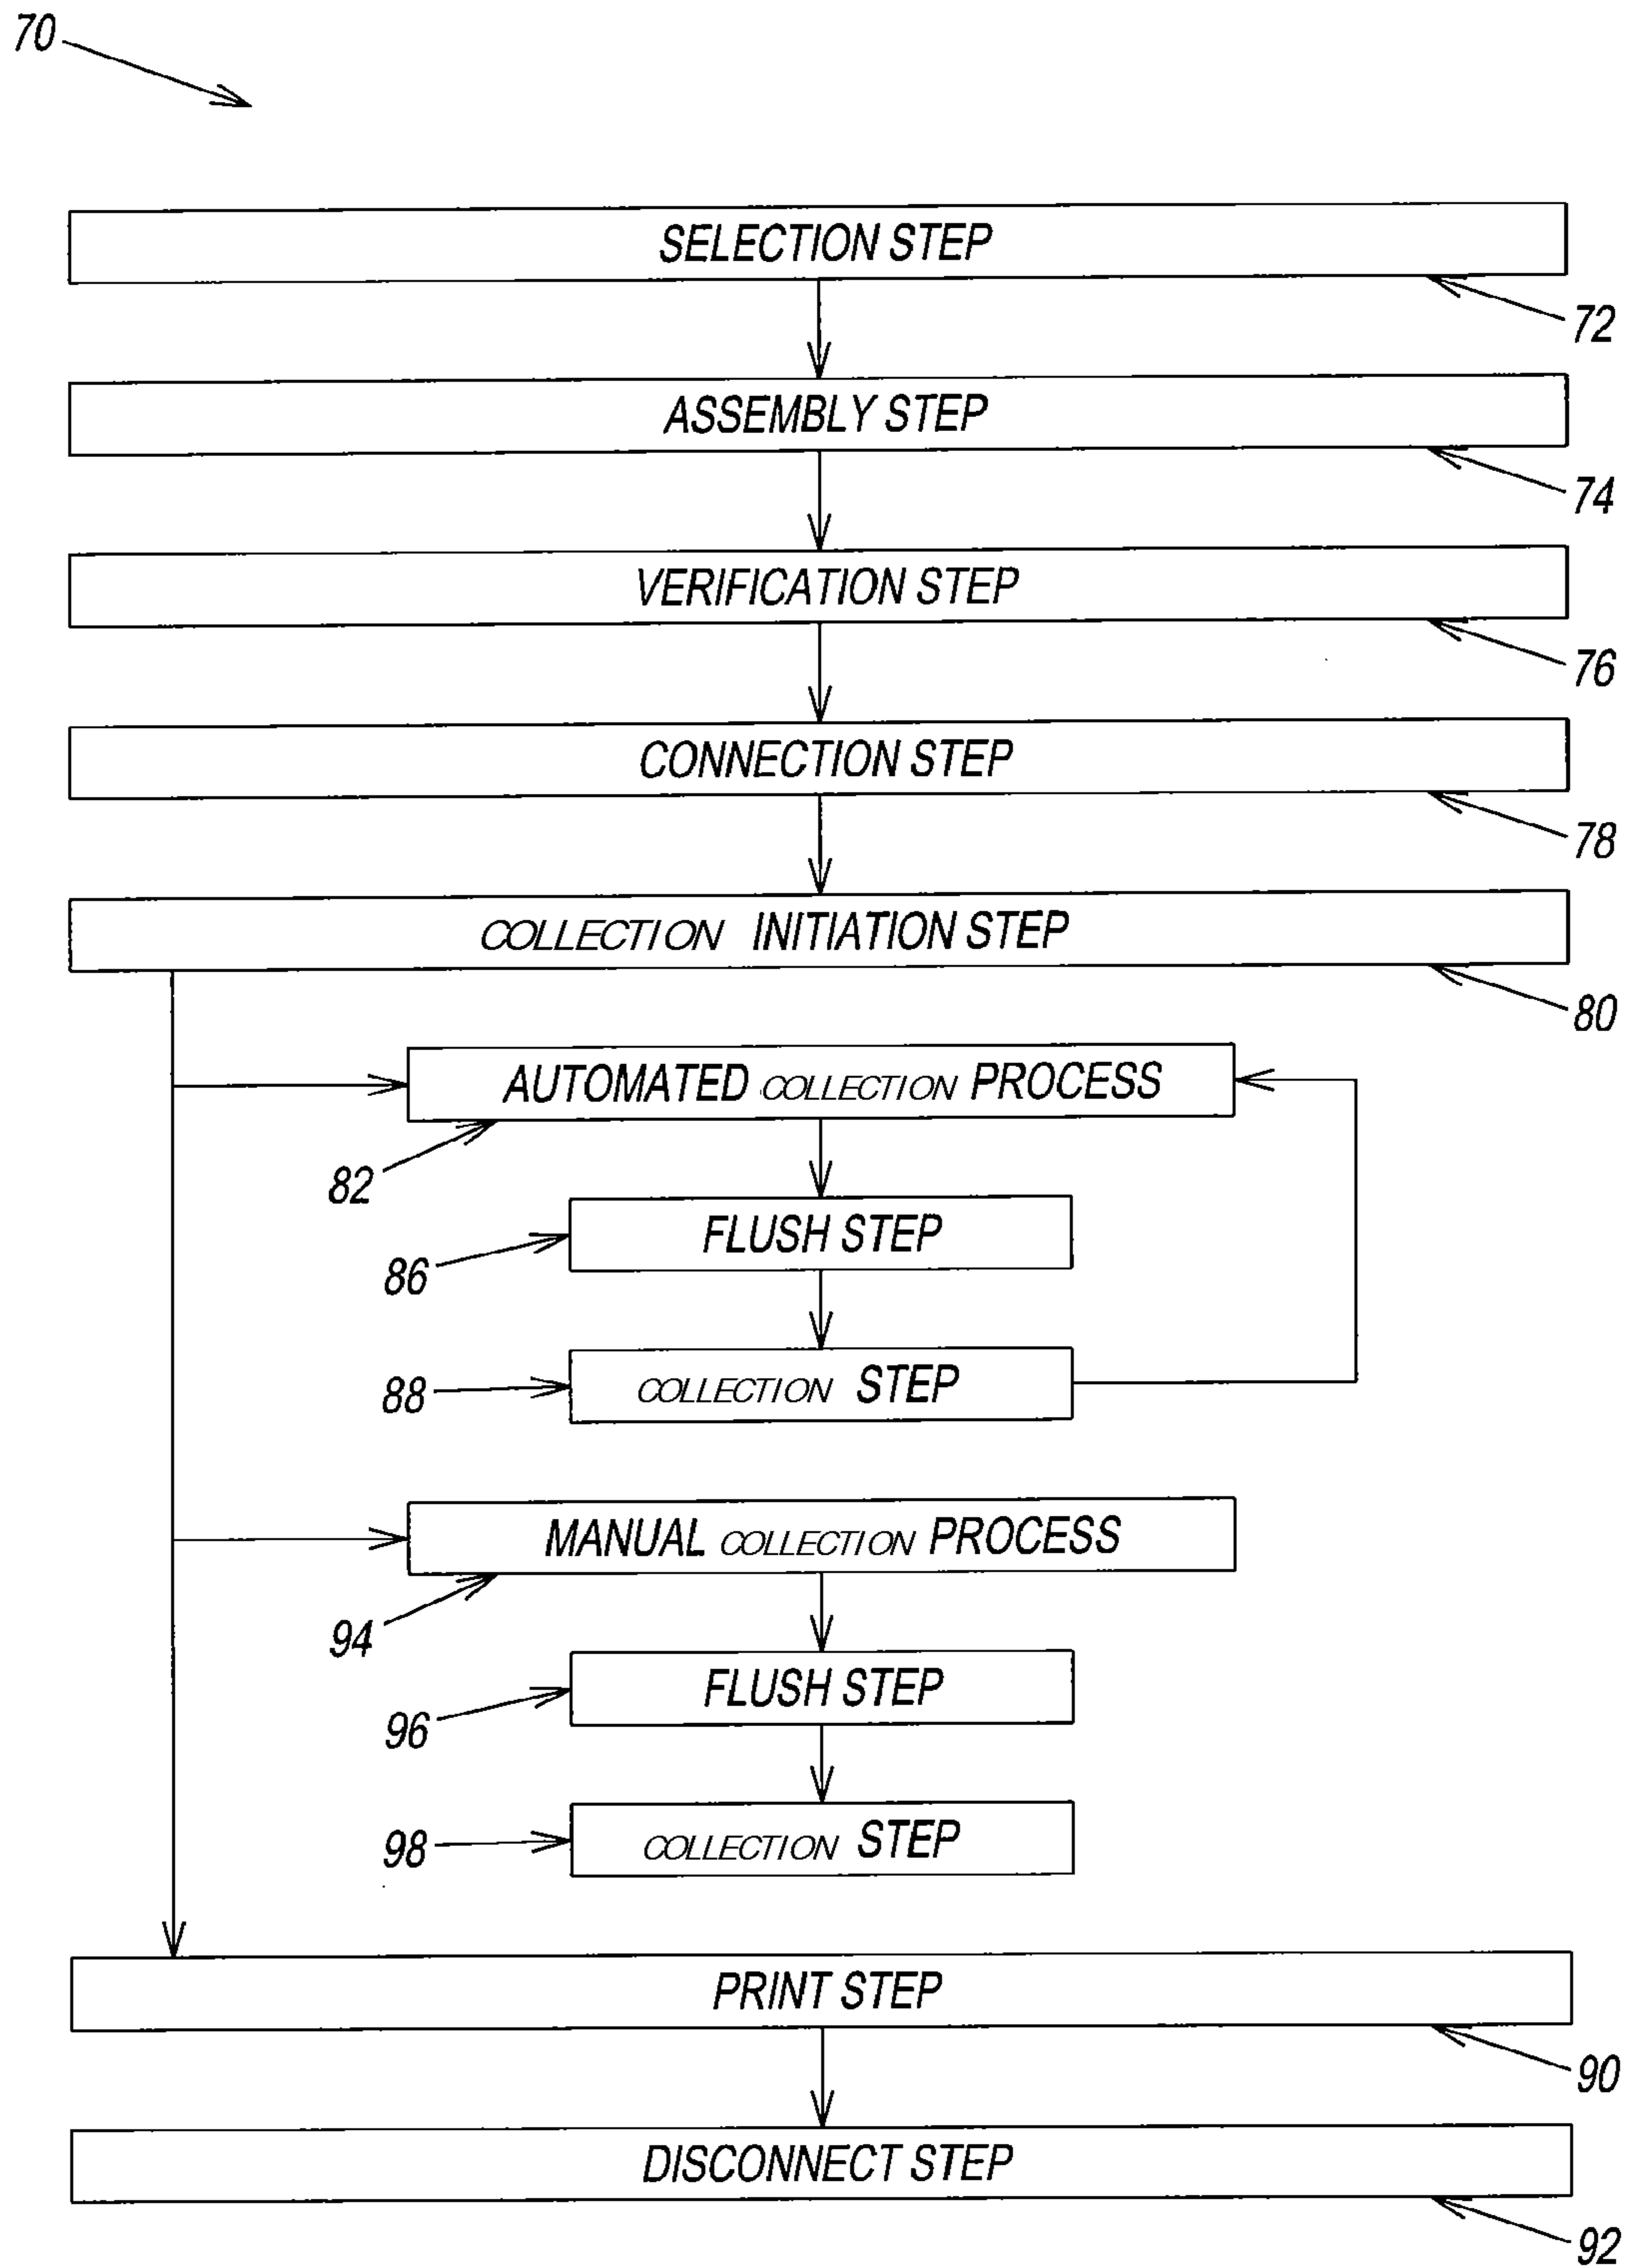 70
SELECTION STEP
72
ASSEMBLY STEP
74
VERIFICATION STEP
76
CONNECTION STEP
78
COLLECTION INITIATION STEP
80
AUTOMATED COLLECTION PROCESS
82
FLUSH STEP
86
COLLECTION STEP
88
MANUAL COLLECTION PROCESS
94
FLUSH STEP
96
COLLECTION STEP
98
PRINT STEP
90
DISCONNECT STEP
92